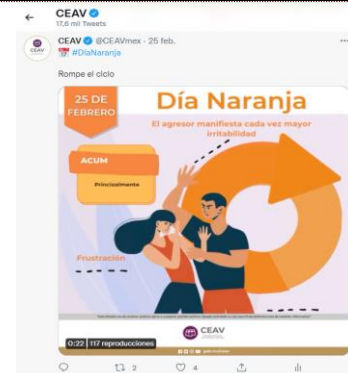 CEAV
17,6 mil Tweets
CEAV @CEAVmex · 25 feb.
#DíaNaranja
Rompe el ciclo
25 DE
FEBRERO
Día Naranja
El agresor manifiesta cada vez mayor
irritabilidad
ACUM
Principalmente
Frustración
CEAV
0:22 117 reproducciones
2 4